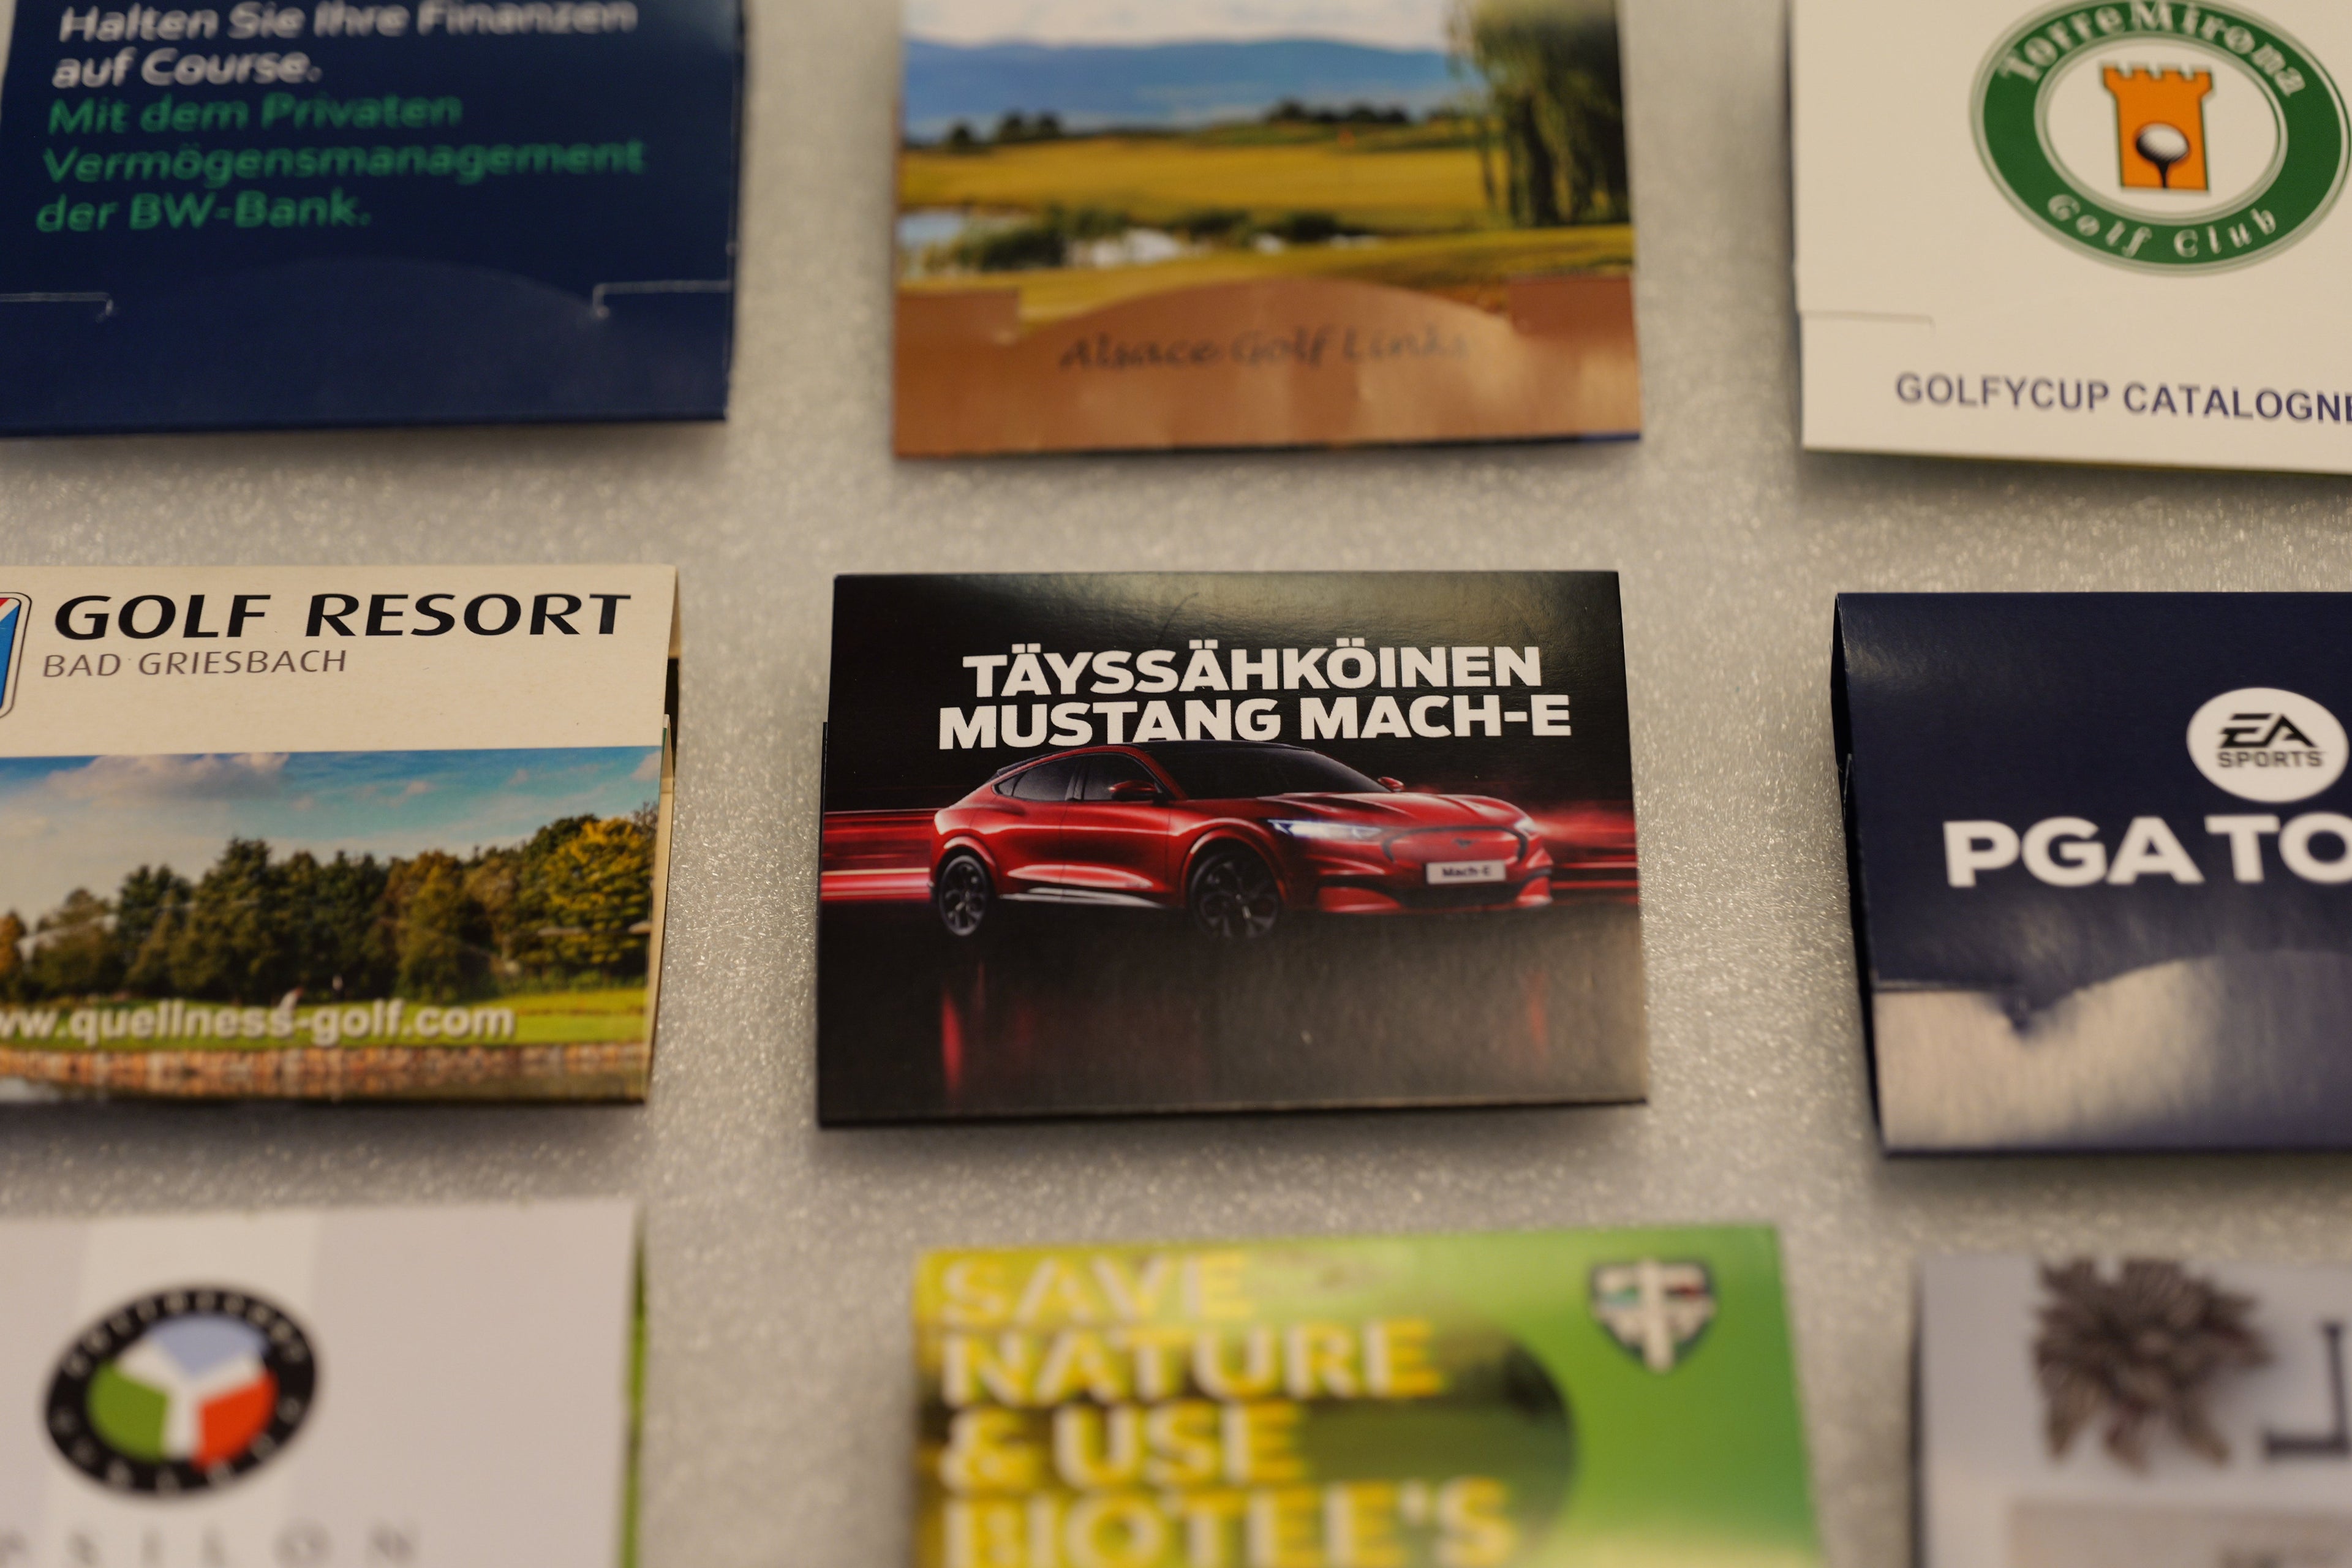 Halten Sie Ihre Finanzen
auf Course.
Mit dem Privaten
Vermögensmanagement
der BW-Bank.
Alsace Golf Links
TorreMirona
Golf Club
GOLFYCUP CATALOGNE
GOLF RESORT
BAD GRIESBACH
www.quellness-golf.com
TÄYSSÄHKÖINEN
MUSTANG MACH-E
Mach-E
EA
SPORTS
PGA TO
SAVE
NATURE
& USE
BIOTEE'S
PSILON